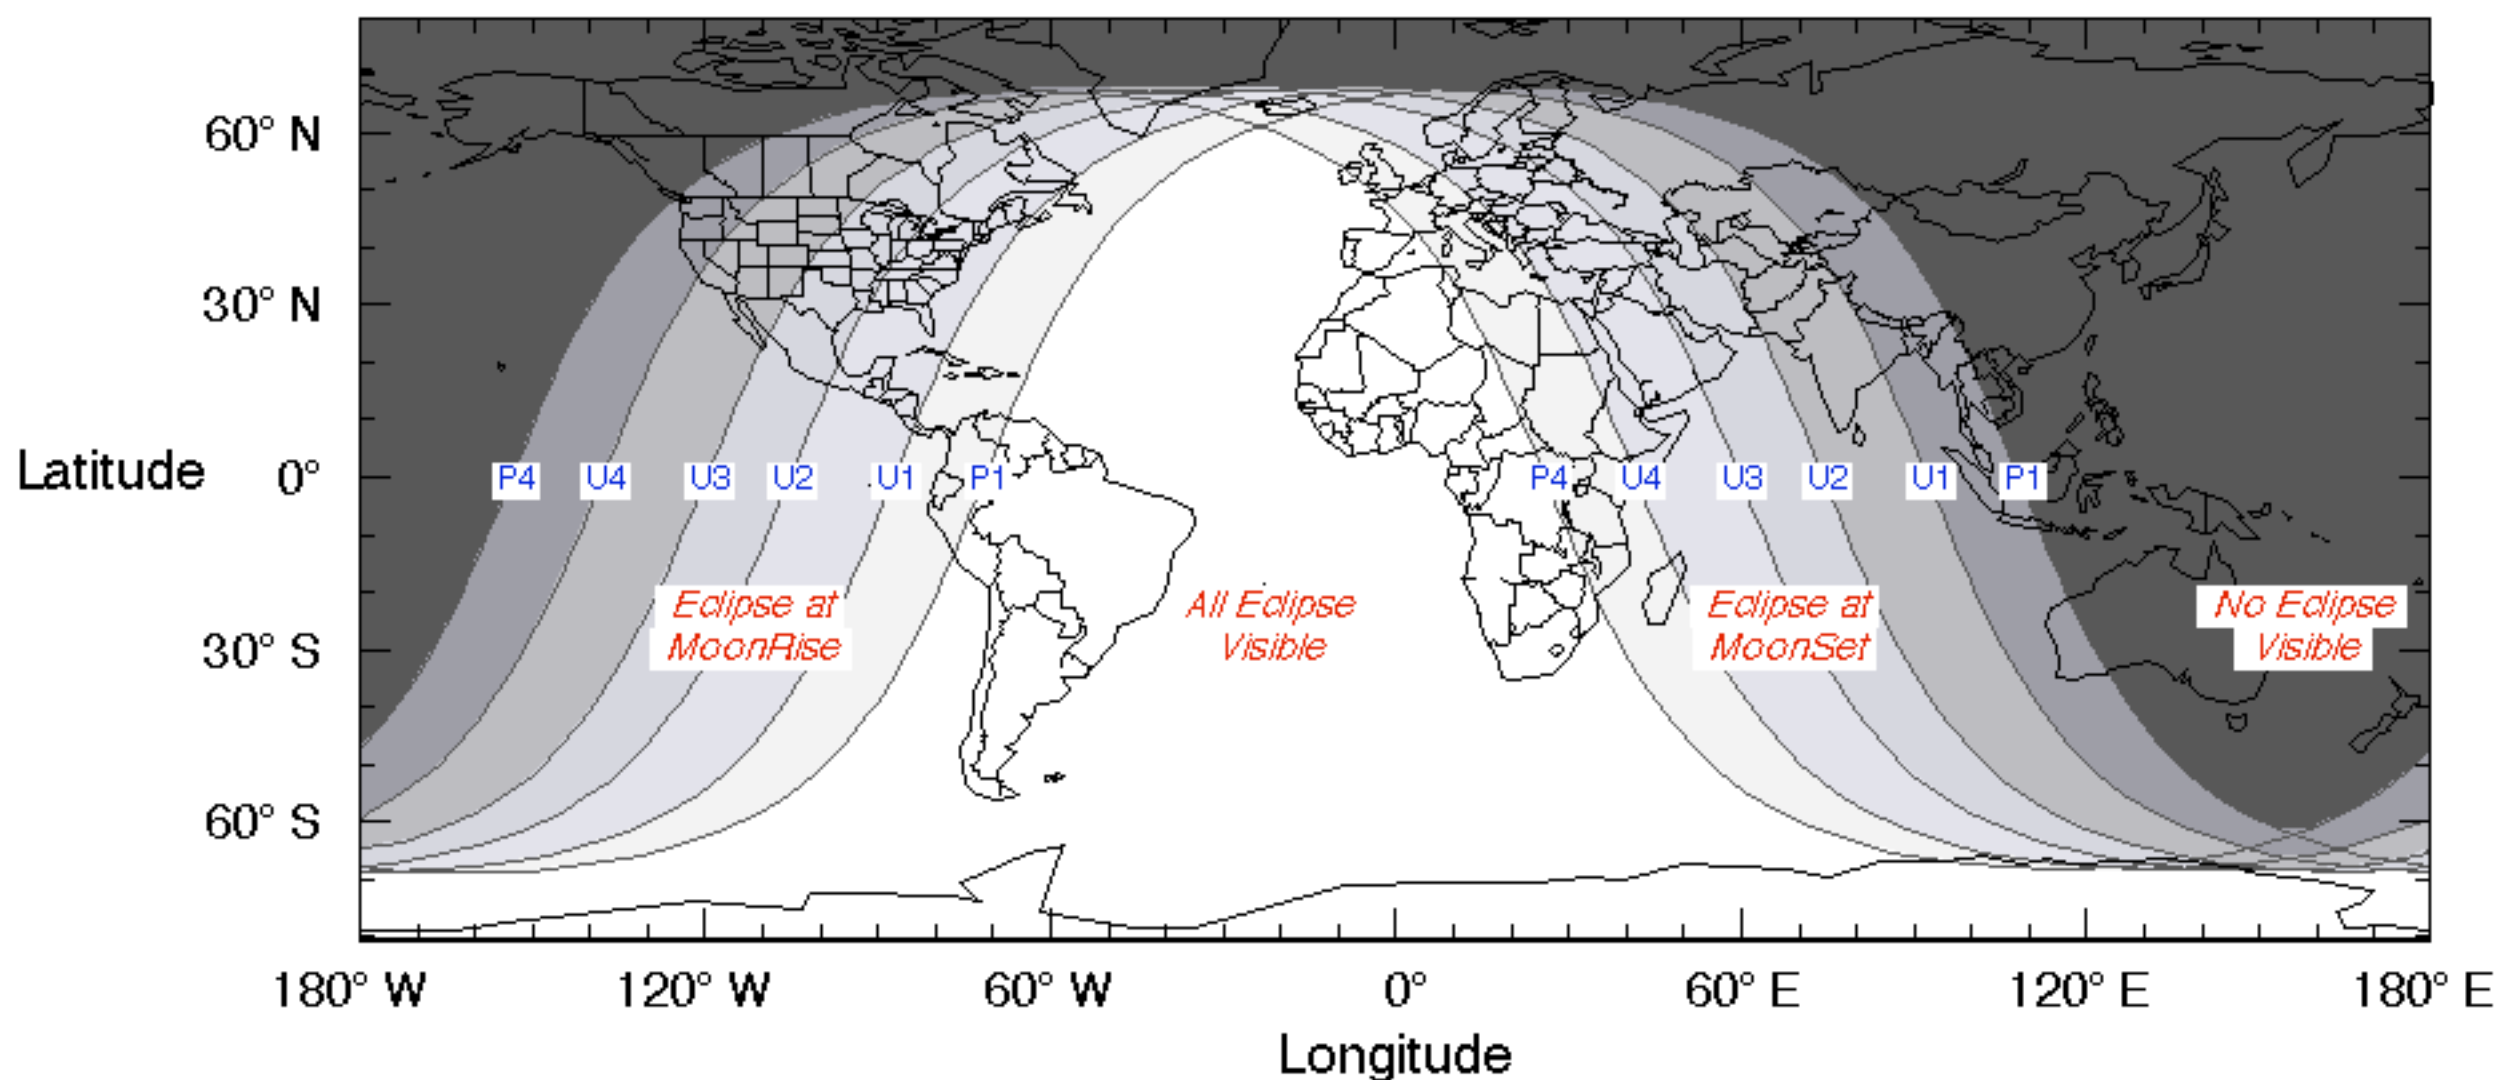 60° N
30° N
Latitude 0°
P4 U4 U3 U2 U1 P1 P4 U4 U3 U2 U1 P1
Eclipse at
MoonRise
All Eclipse
Visible
Eclipse at
MoonSet
No Eclipse
Visible
30° S
60° S
180° W 120° W 60° W 0° 60° E 120° E 180° E
Longitude